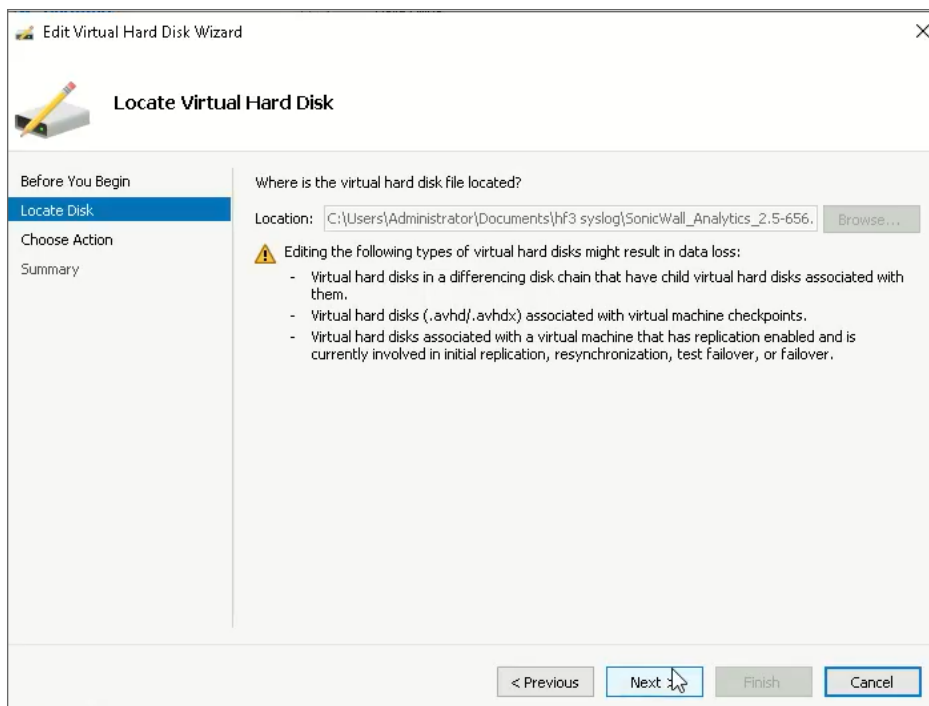 Edit Virtual Hard Disk Wizard
Locate Virtual Hard Disk
Before You Begin
Locate Disk
Choose Action
Summary
Where is the virtual hard disk file located?
Location: C:\Users\Administrator\Documents\hf3 syslog\SonicWall_Analytics_2.5-656. Browse...
Editing the following types of virtual hard disks might result in data loss:
- Virtual hard disks in a differencing disk chain that have child virtual hard disks associated with
them.
- Virtual hard disks (.avhd/.avhdx) associated with virtual machine checkpoints.
- Virtual hard disks associated with a virtual machine that has replication enabled and is
currently involved in initial replication, resynchronization, test failover, or failover.
< Previous Next > Finish Cancel